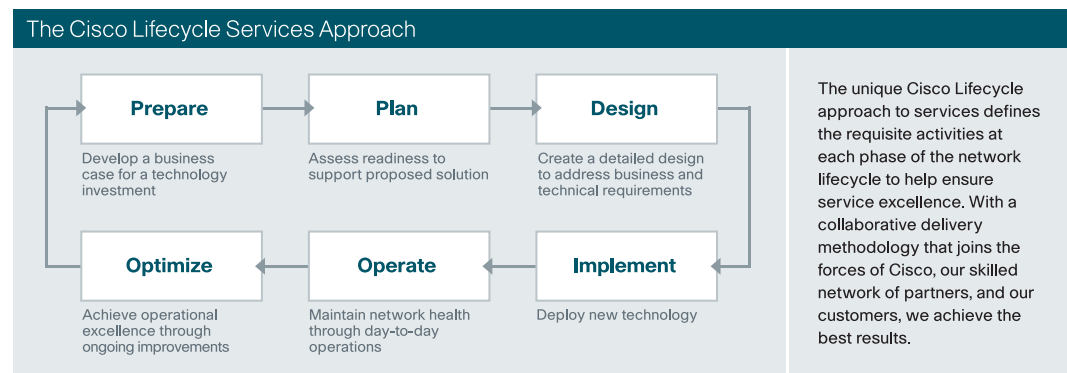 The Cisco Lifecycle Services Approach
Prepare
Develop a business
case for a technology
investment
Plan
Assess readiness to
support proposed solution
Design
Create a detailed design
to address business and
technical requirements
Optimize
Achieve operational
excellence through
ongoing improvements
Operate
Maintain network health
through day-to-day
operations
Implement
Deploy new technology
The unique Cisco Lifecycle
approach to services defines
the requisite activities at
each phase of the network
lifecycle to help ensure
service excellence. With a
collaborative delivery
methodology that joins the
forces of Cisco, our skilled
network of partners, and our
customers, we achieve the
best results.